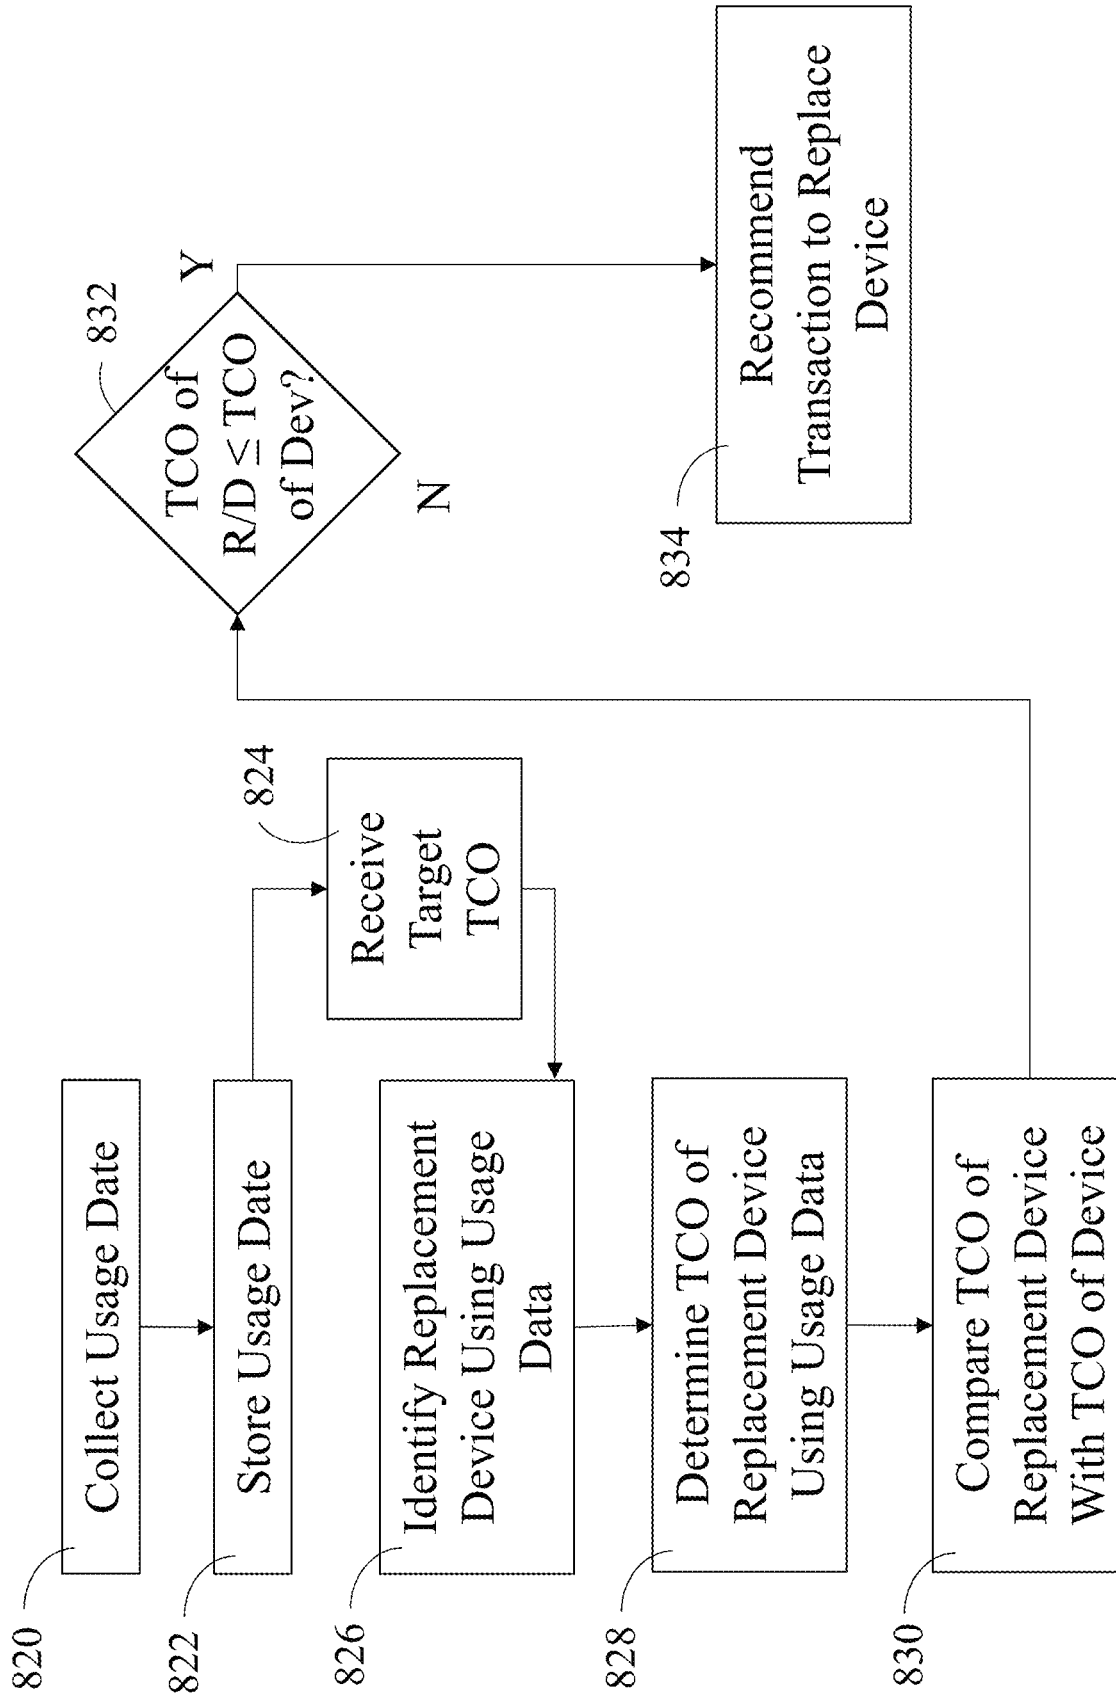 820
Collect Usage Date
822
Store Usage Date
824
Receive
Target
TCO
826
Identify Replacement
Device Using Usage
Data
828
Determine TCO of
Replacement Device
Using Usage Data
830
Compare TCO of
Replacement Device
With TCO of Device
832
TCO of
R/D ≤ TCO
of Dev?
Y
N
834
Recommend
Transaction to Replace
Device